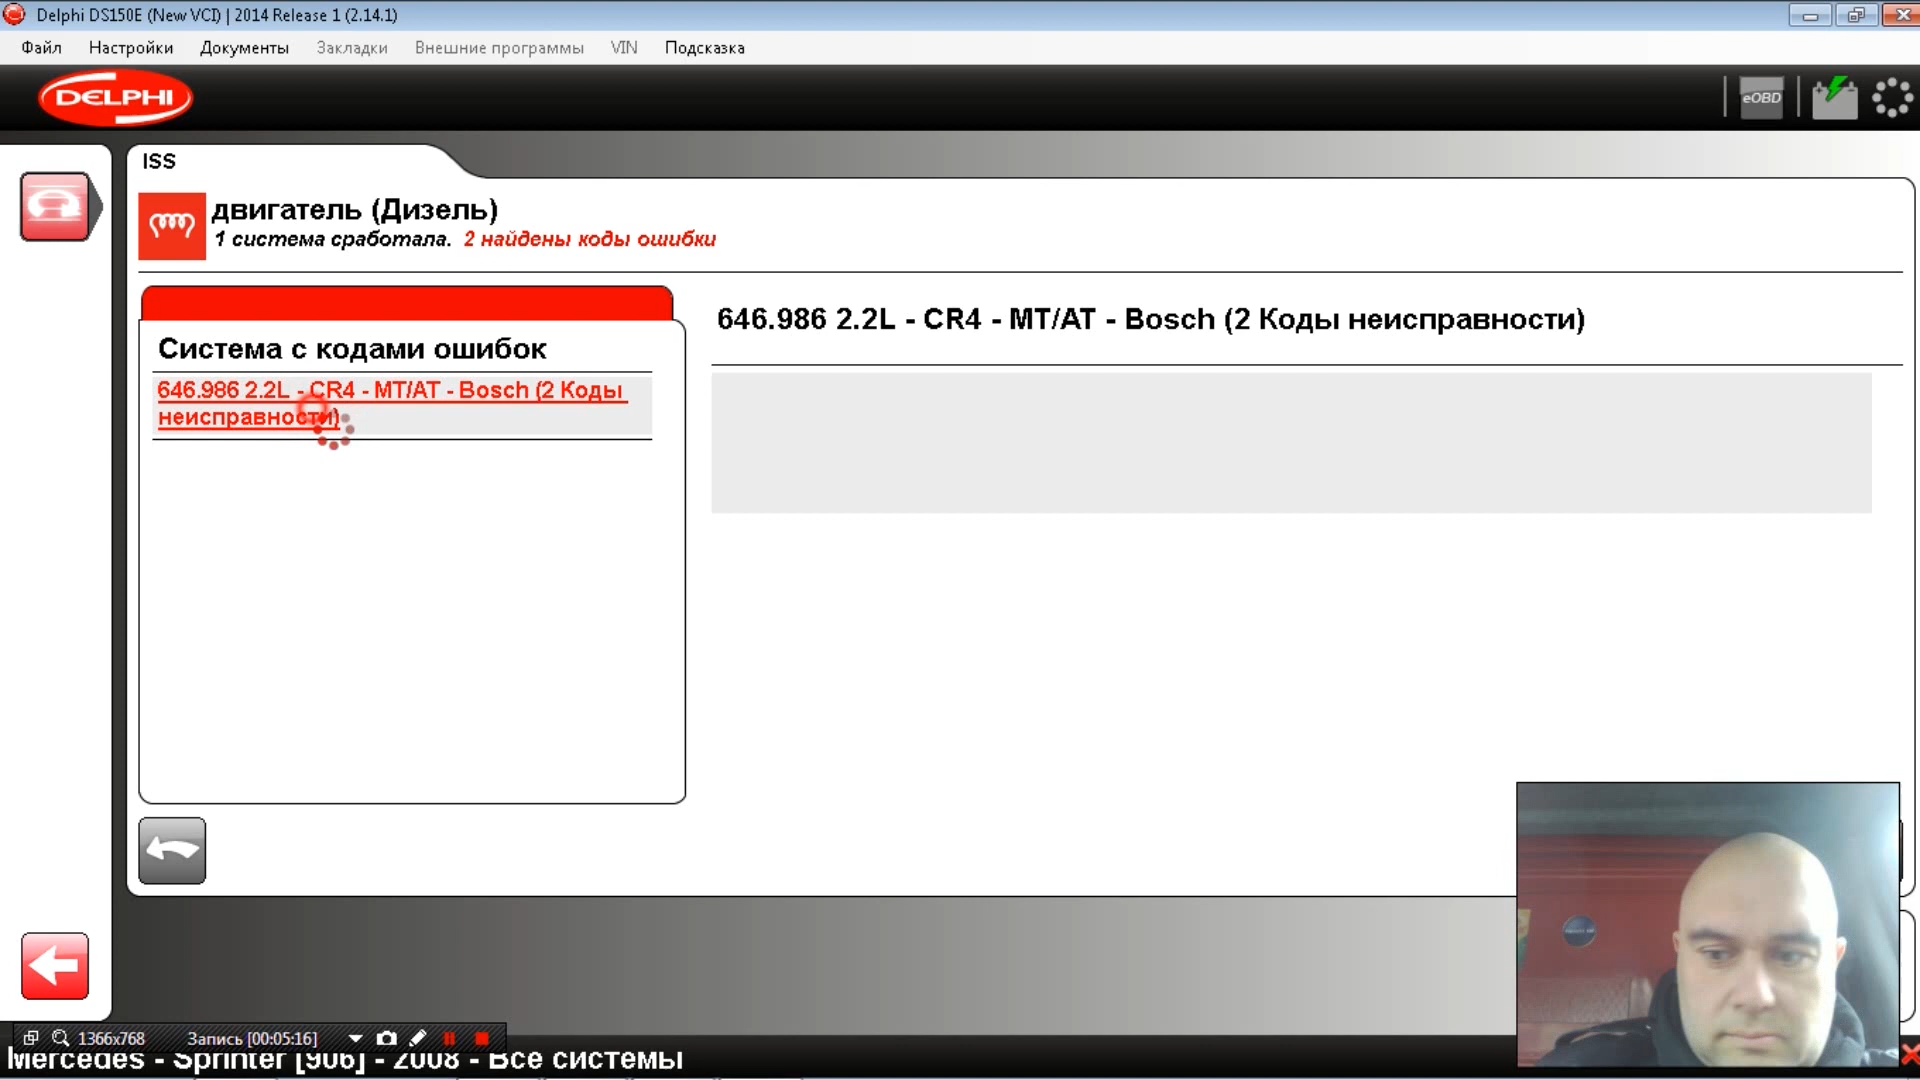 Delphi DS150E (New VCI) | 2014 Release 1 (2.14.1)
Файл Настройки Документы Закладки Внешние программы VIN Подсказка
DELPHI
eOBD
ISS
двигатель (Дизель)
1 система сработала. 2 найдены коды ошибки
646.986 2.2L - CR4 - MT/AT - Bosch (2 Коды неисправности)
Система с кодами ошибок
646.986 2.2L - CR4 - MT/AT - Bosch (2 Коды
неисправности)
1366x768 Запись [00:05:16]
Mercedes - Sprinter [906] - 2008 - Все системы